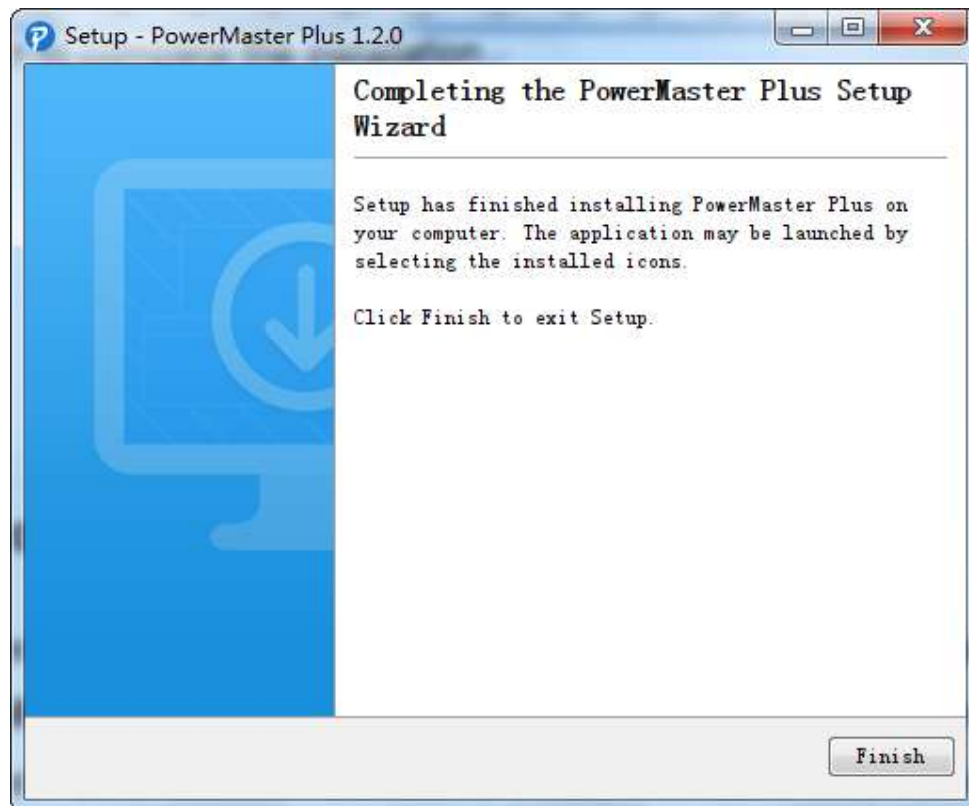 Setup - PowerMaster Plus 1.2.0
Completing the PowerMaster Plus Setup
Wizard
Setup has finished installing PowerMaster Plus on
your computer. The application may be launched by
selecting the installed icons.
Click Finish to exit Setup.
Finish